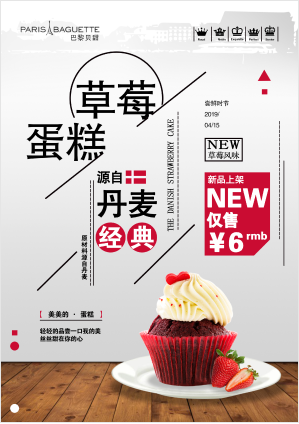 PARIS BAGUETTE
巴黎贝甜
草莓
蛋糕
尝鲜时节
2019/
04/15
NEW
草莓风味
源自
丹麦
经典
THE DANISH STRAWBERRY CAKE
原材料源自丹麦
新品上架
NEW
仅售
¥6rmb
[ 美美的 · 蛋糕 ]
轻轻的品尝一口我的美
丝丝甜在你的心